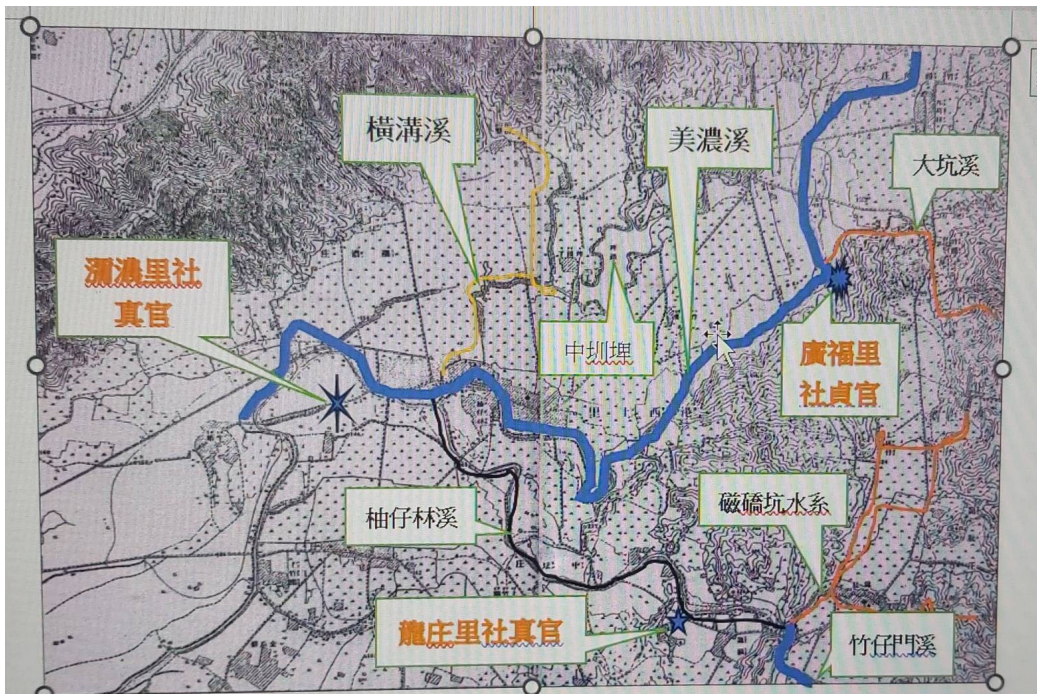 橫溝溪
美濃溪
大坑溪
瀰濃里社
真官
中圳埤
廣福里
社貞官
柚仔林溪
磁磘坑水系
龍庄里社真官
竹仔門溪